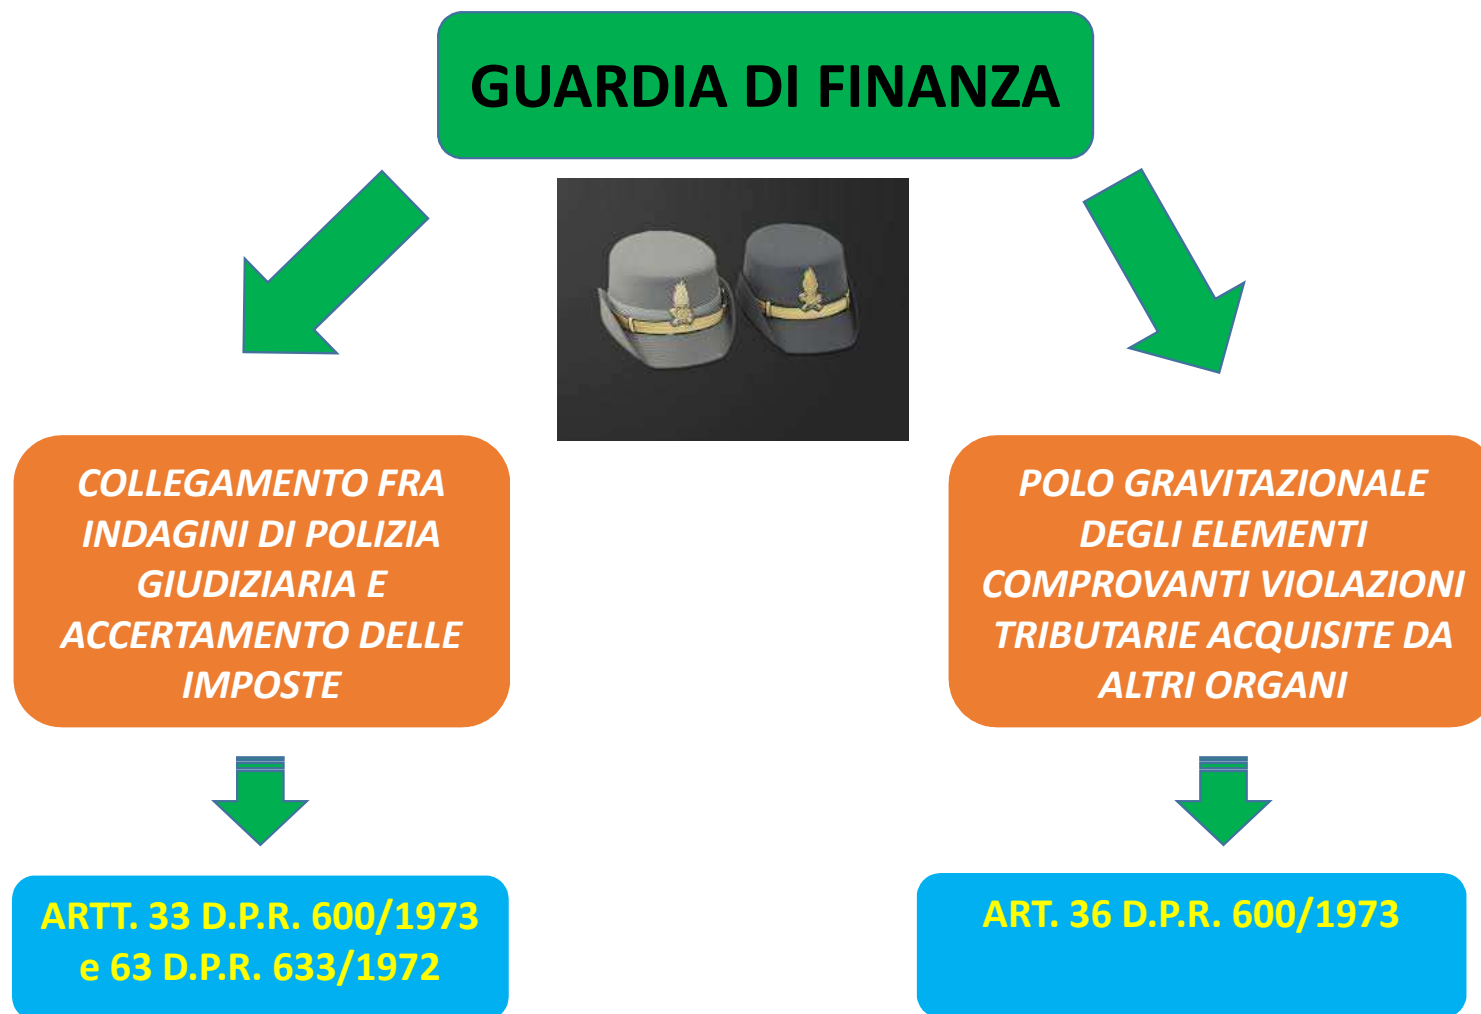 GUARDIA DI FINANZA
COLLEGAMENTO FRA
INDAGINI DI POLIZIA
GIUDIZIARIA E
ACCERTAMENTO DELLE
IMPOSTE
POLO GRAVITAZIONALE
DEGLI ELEMENTI
COMPROVANTI VIOLAZIONI
TRIBUTARIE ACQUISITE DA
ALTRI ORGANI
ARTT. 33 D.P.R. 600/1973
e 63 D.P.R. 633/1972
ART. 36 D.P.R. 600/1973